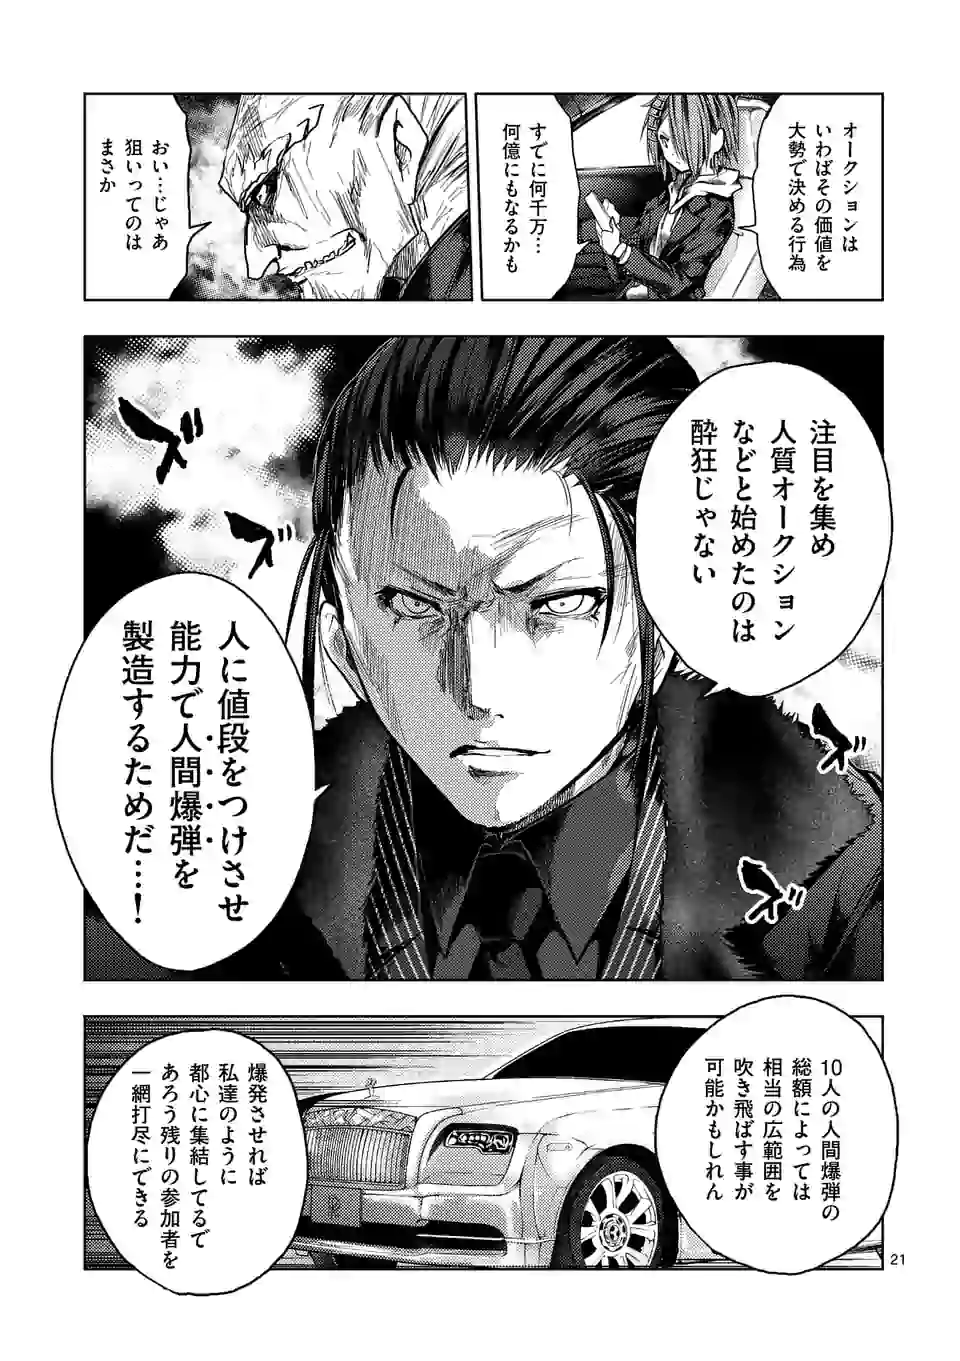 オークションは
いわばその価値を
大勢で決める行為
すでに何千万…
何億にもなるかも
おい…じゃあ
狙いってのは
まさか
注目を集め
人質オークション
などと始めたのは
酔狂じゃない
人に値段をつけさせ
能力で人間爆弾を
製造するためだ…！
ズズ
ズズ
ズズ
ズズ
10人の人間爆弾の
総額によっては
相当の広範囲を
吹き飛ばす事が
可能かもしれん
爆発させれば
私達のように
都心に集結してるで
あろう残りの参加者を
一網打尽にできる
21